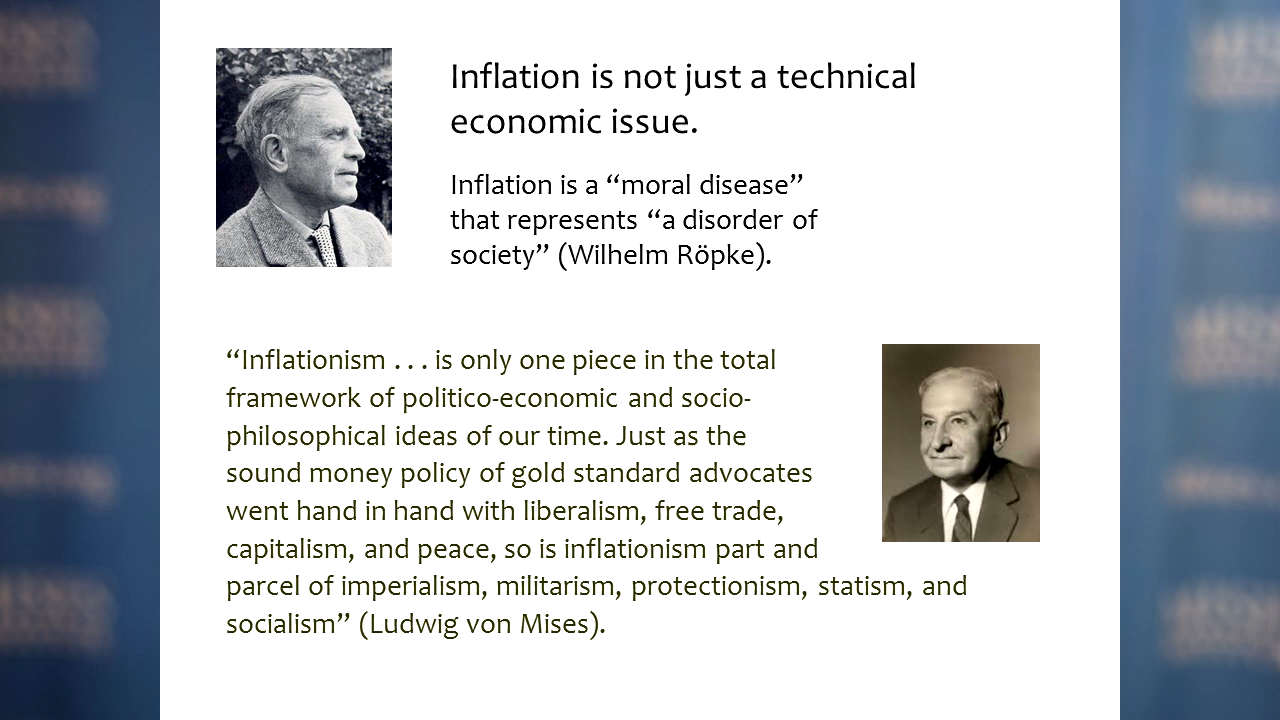 Inflation is not just a technical
economic issue.
Inflation is a “moral disease”
that represents “a disorder of
society” (Wilhelm Röpke).
“Inflationism . . . is only one piece in the total
framework of politico-economic and socio-
philosophical ideas of our time. Just as the
sound money policy of gold standard advocates
went hand in hand with liberalism, free trade,
capitalism, and peace, so is inflationism part and
parcel of imperialism, militarism, protectionism, statism, and
socialism” (Ludwig von Mises).